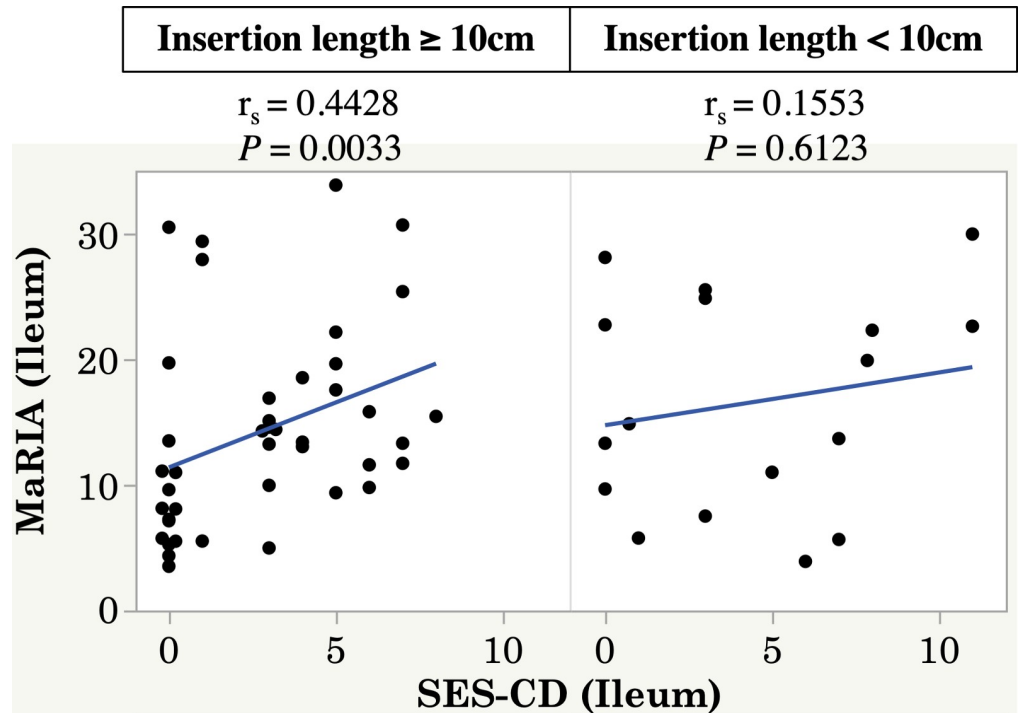 Insertion length ≥ 10cm
Insertion length < 10cm
rs = 0.4428
P = 0.0033
rs = 0.1553
P = 0.6123
MaRIA (Ileum)
30
20
10
0
0 5 10 0 5 10
SES-CD (Ileum)